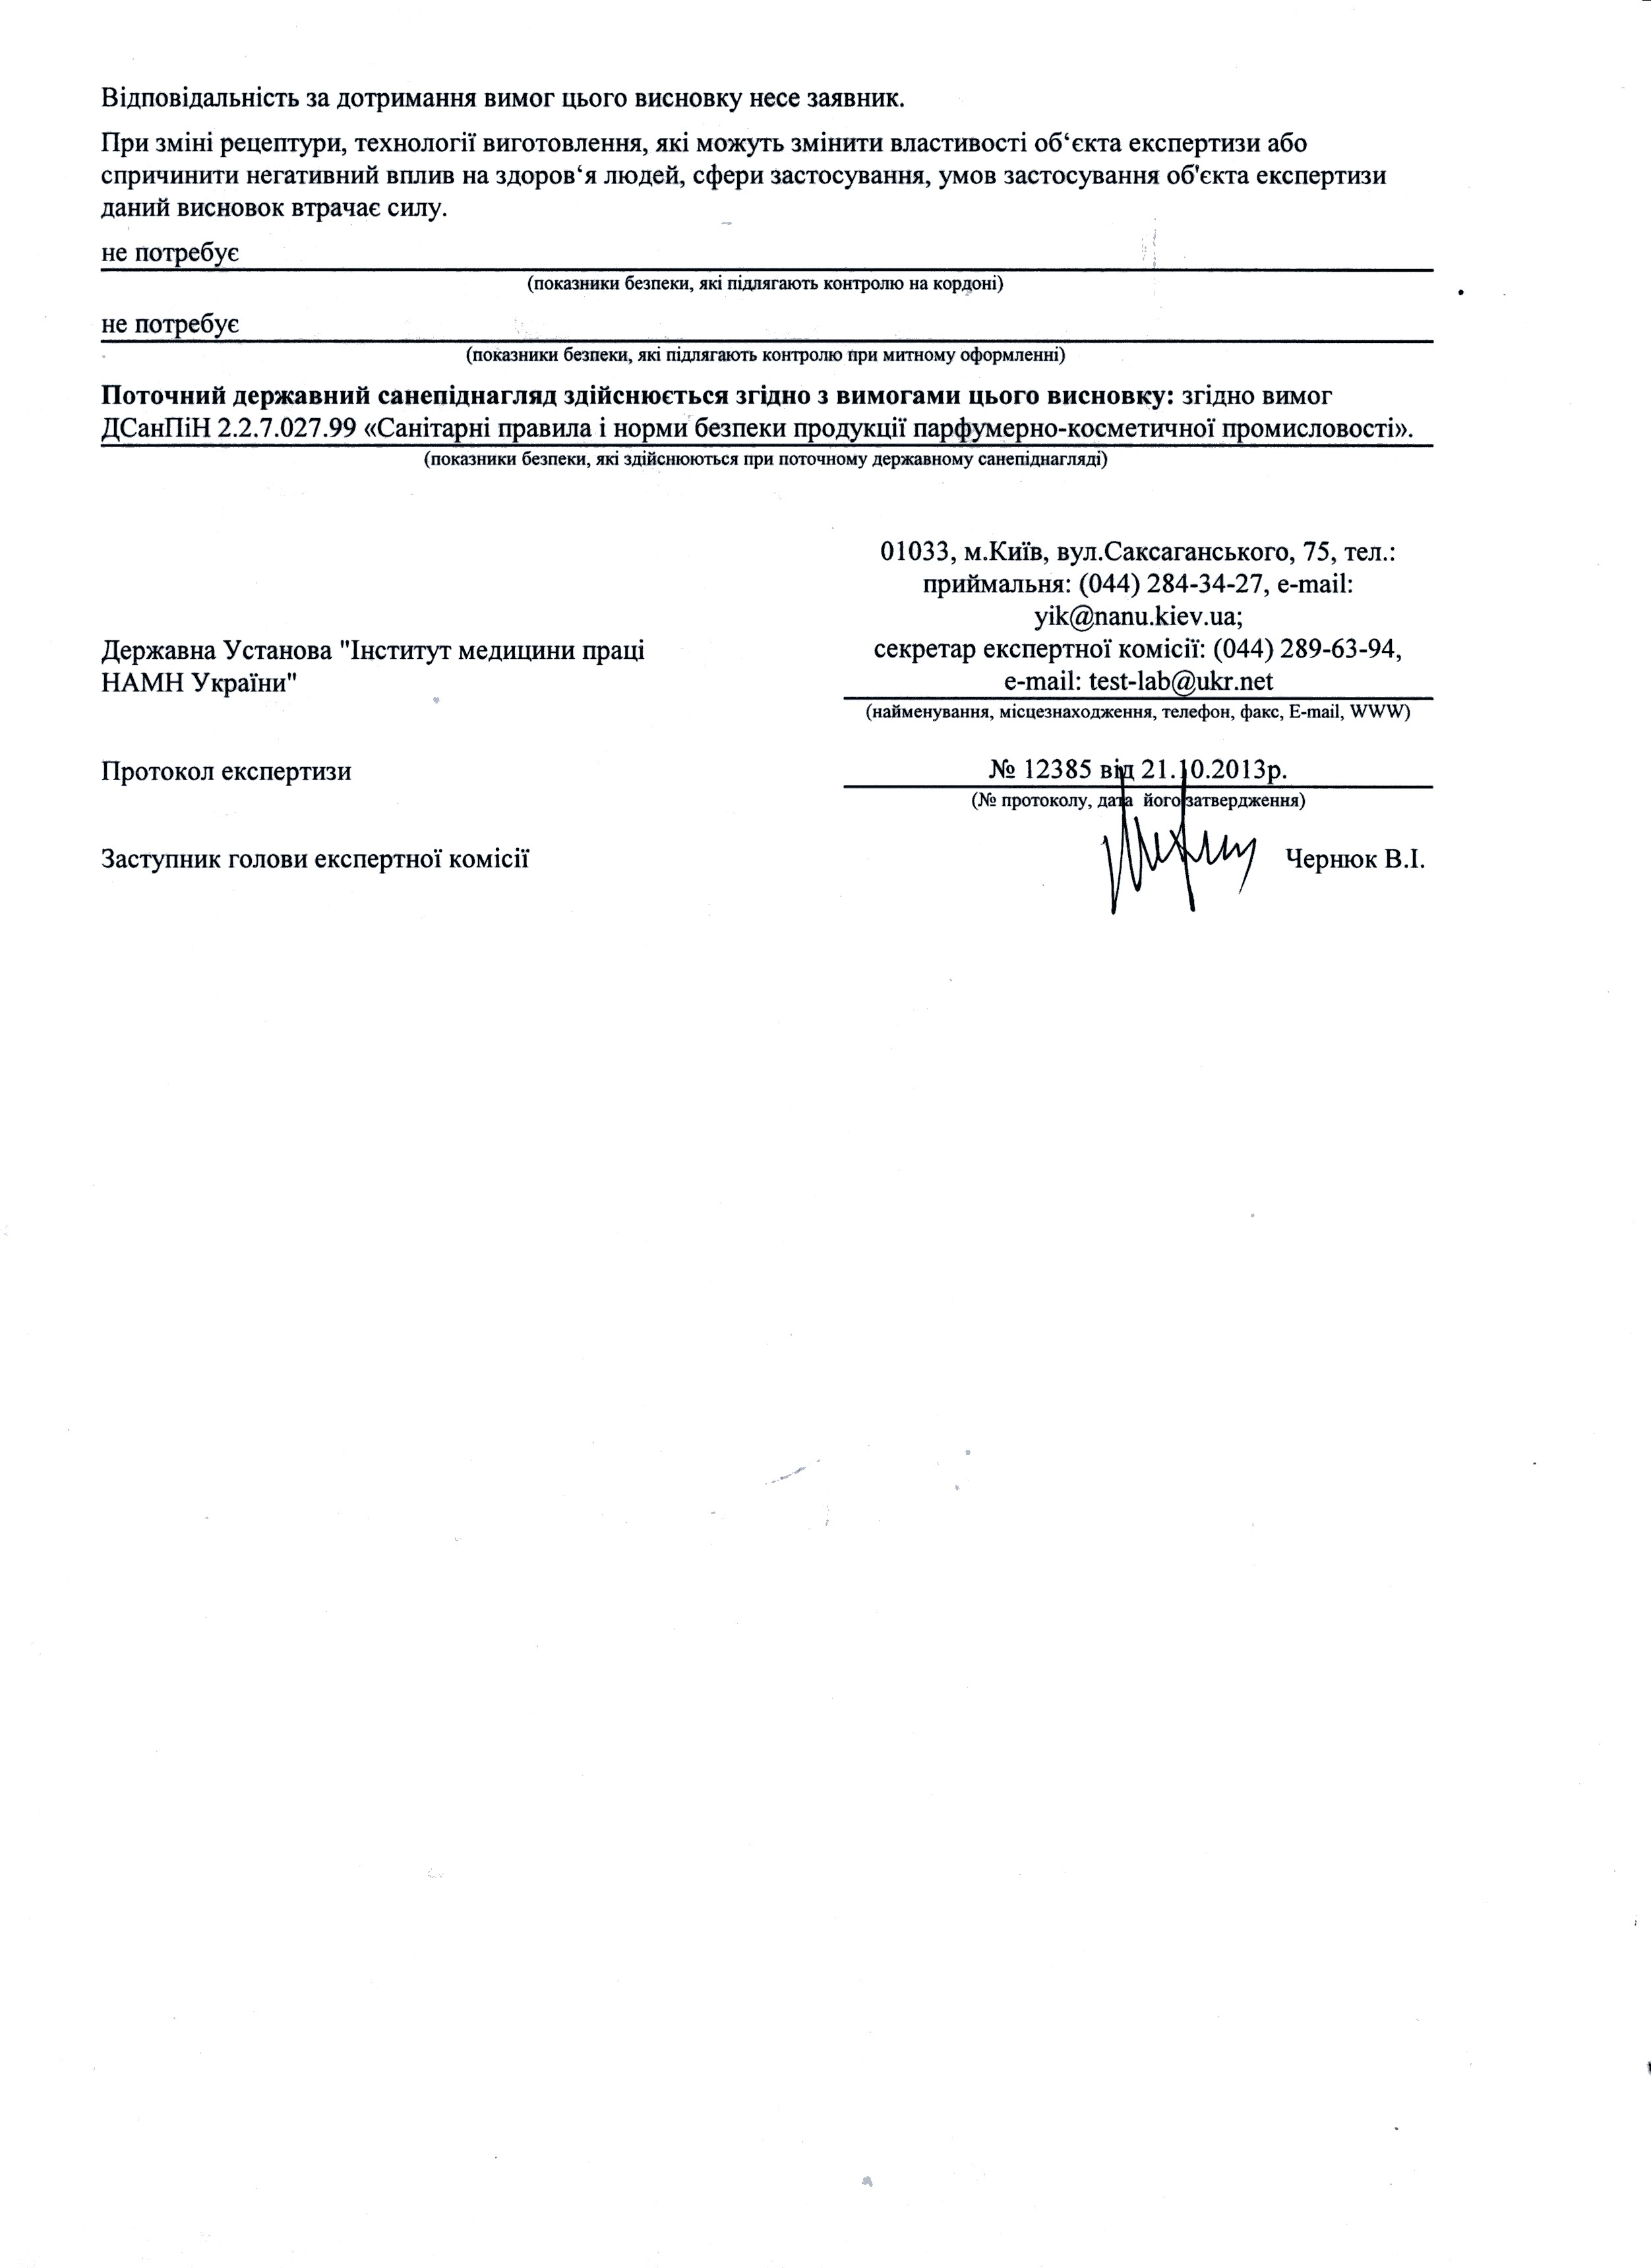 Відповідальність за дотримання вимог цього висновку несе заявник.
При зміні рецептури, технології виготовлення, які можуть змінити властивості об‘єкта експертизи або
спричинити негативний вплив на здоров‘я людей, сфери застосування, умов застосування об'єкта експертизи
даний висновок втрачає силу.
не потребує
(показники безпеки, які підлягають контролю на кордоні)
не потребує
(показники безпеки, які підлягають контролю при митному оформленні)
Поточний державний санепіднагляд здійснюється згідно з вимогами цього висновку: згідно вимог
ДСанПіН 2.2.7.027.99 «Санітарні правила і норми безпеки продукції парфумерно-косметичної промисловості».
(показники безпеки, які здійснюються при поточному державному санепіднагляді)
Державна Установа "Інститут медицини праці
НАМН України"
01033, м.Київ, вул.Саксаганського, 75, тел.:
приймальня: (044) 284-34-27, e-mail:
yik@nanu.kiev.ua;
секретар експертної комісії: (044) 289-63-94,
e-mail: test-lab@ukr.net
(найменування, місцезнаходження, телефон, факс, E-mail, WWW)
Протокол експертизи
№ 12385 від 21.10.2013р.
(№ протоколу, дата його затвердження)
Заступник голови експертної комісії
Чернюк В.І.